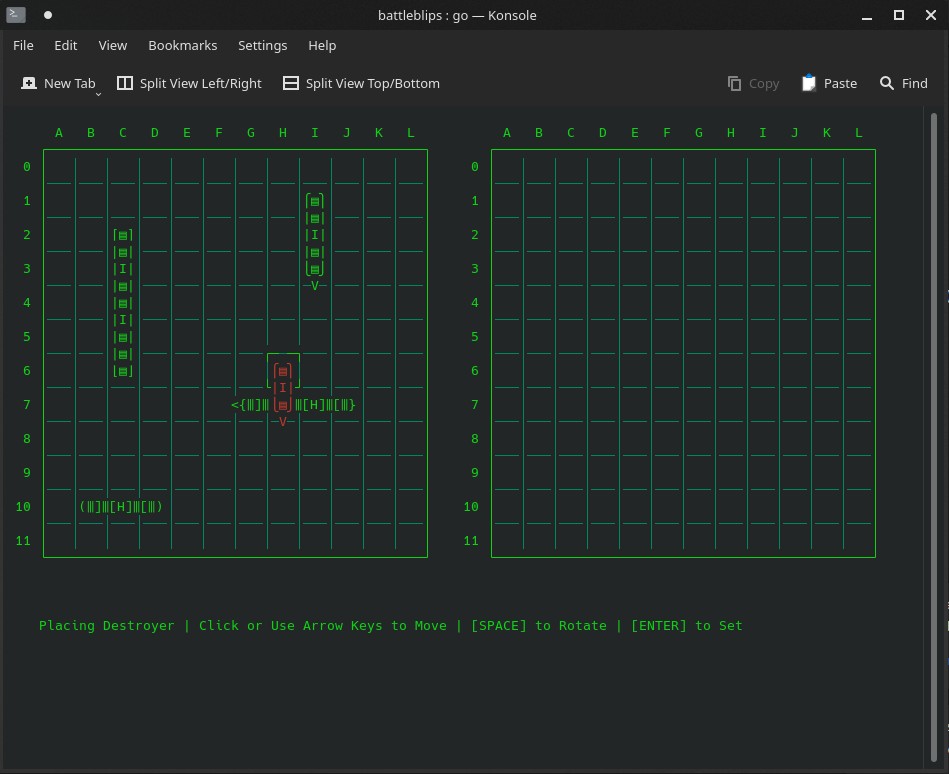 battleblips : go — Konsole
File Edit View Bookmarks Settings Help
New Tab Split View Left/Right Split View Top/Bottom Copy Paste Find
A B C D E F G H I J K L A B C D E F G H I J K L
0 0
1 1
2 I 2
3 I 3
V
4 4
I
5 5
6 6
I
7 <{ ] [ ] [H] [ } 7
V
8 8
9 9
10 ( ] [H] [ ) 10
11 11
Placing Destroyer | Click or Use Arrow Keys to Move | [SPACE] to Rotate | [ENTER] to Set